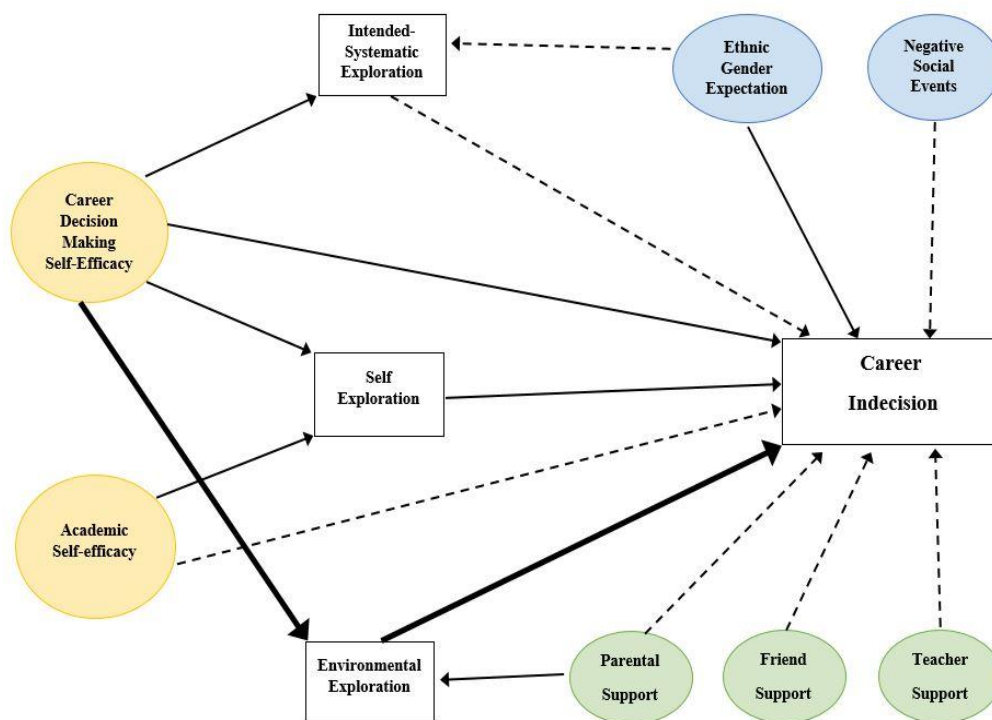 Intended-
Systematic
Exploration
Ethnic
Gender
Expectation
Negative
Social
Events
Career
Decision
Making
Self-Efficacy
Self
Exploration
Career
Indecision
Academic
Self-efficacy
Environmental
Exploration
Parental
Support
Friend
Support
Teacher
Support